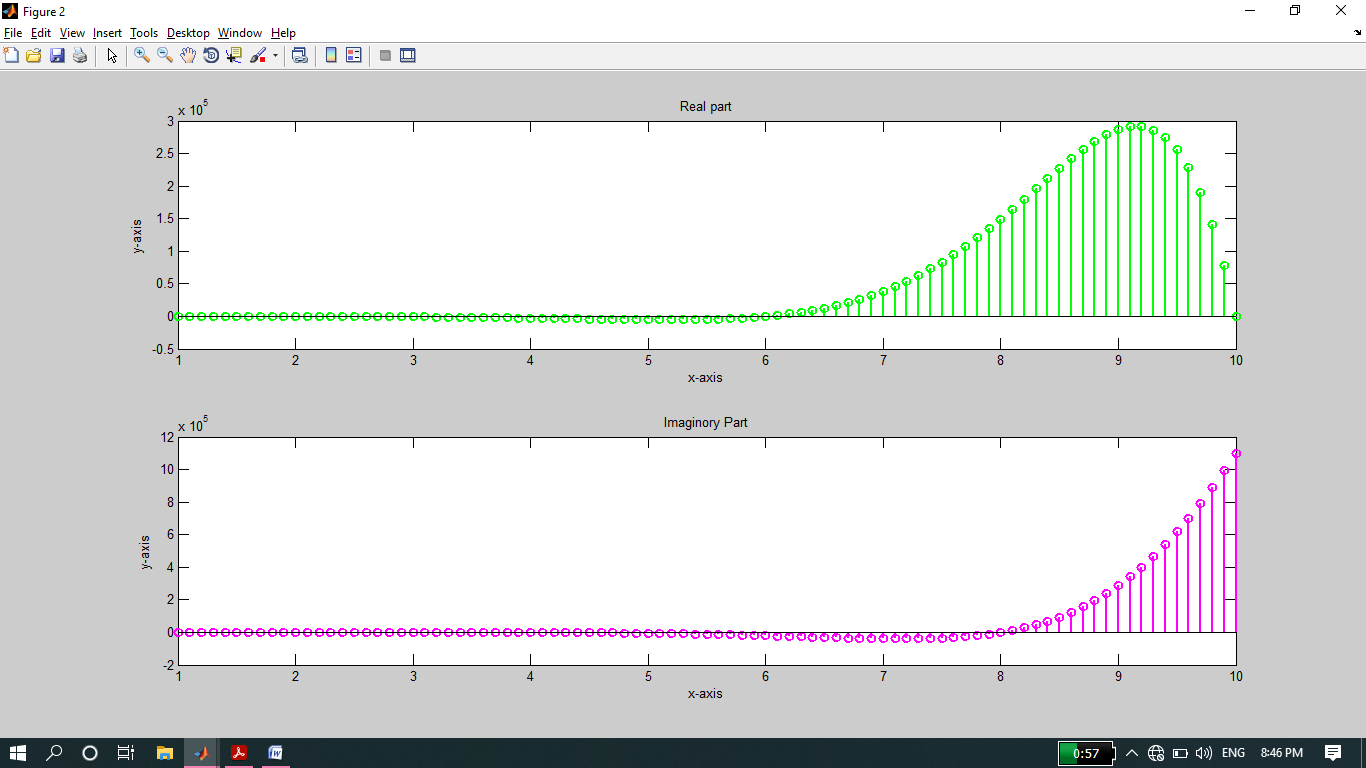 Figure 2
File Edit View Insert Tools Desktop Window Help
Real part
x 10^5
3
2.5
2
1.5
1
0.5
0
-0.5
y-axis
1 2 3 4 5 6 7 8 9 10
x-axis
Imaginory Part
x 10^5
12
10
8
6
4
2
0
-2
y-axis
1 2 3 4 5 6 7 8 9 10
x-axis
0:57 ENG 8:46 PM